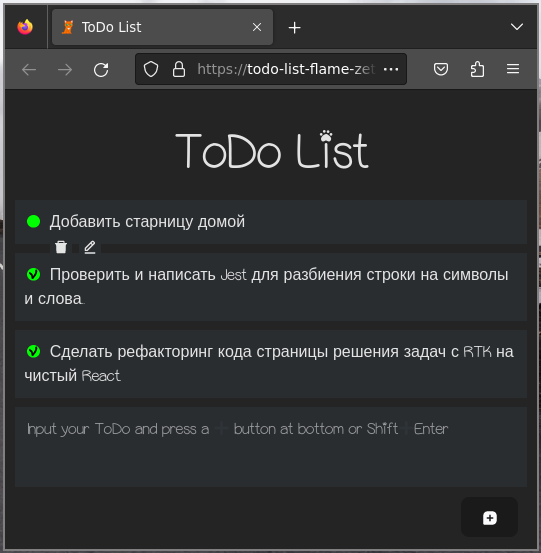 ToDo List
https://todo-list-flame-zet
ToDo List
Добавить старницу домой
Проверить и написать Jest для разбиения строки на символы
и слова.
Сделать рефакторинг кода страницы решения задач с RTK на
чистый React
Input your ToDo and press a + button at bottom or Shift+Enter